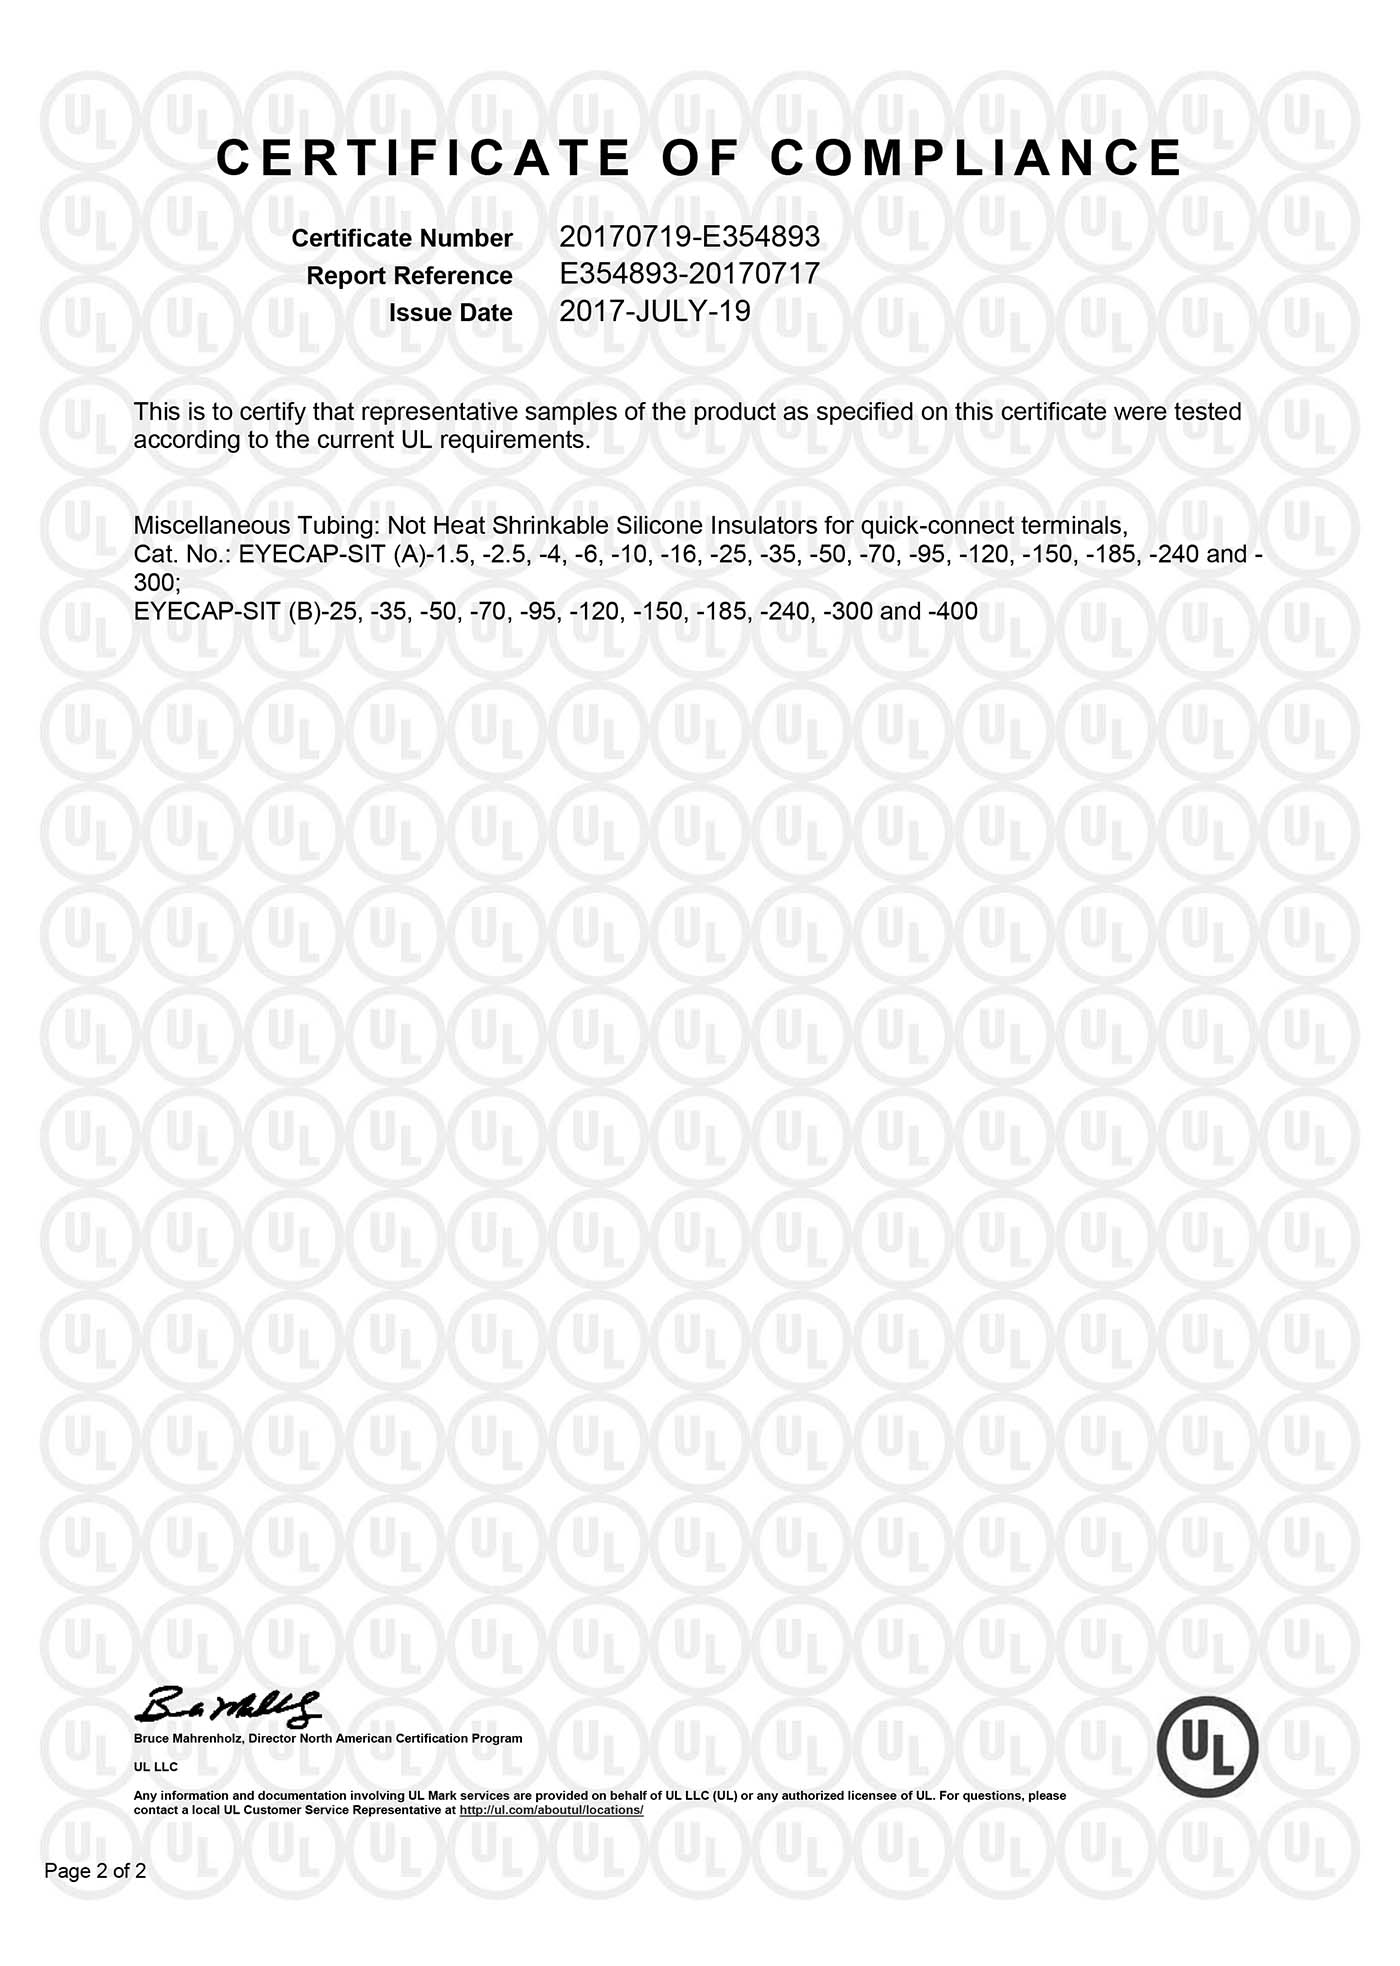 CERTIFICATE OF COMPLIANCE
Certificate Number 20170719-E354893
Report Reference E354893-20170717
Issue Date 2017-JULY-19
This is to certify that representative samples of the product as specified on this certificate were tested
according to the current UL requirements.
Miscellaneous Tubing: Not Heat Shrinkable Silicone Insulators for quick-connect terminals,
Cat. No.: EYECAP-SIT (A)-1.5, -2.5, -4, -6, -10, -16, -25, -35, -50, -70, -95, -120, -150, -185, -240 and -
300;
EYECAP-SIT (B)-25, -35, -50, -70, -95, -120, -150, -185, -240, -300 and -400
Bruce Mahrenholz, Director North American Certification Program
UL LLC
Any information and documentation involving UL Mark services are provided on behalf of UL LLC (UL) or any authorized licensee of UL. For questions, please
contact a local UL Customer Service Representative at http://ul.com/aboutul/locations/
UL
Page 2 of 2